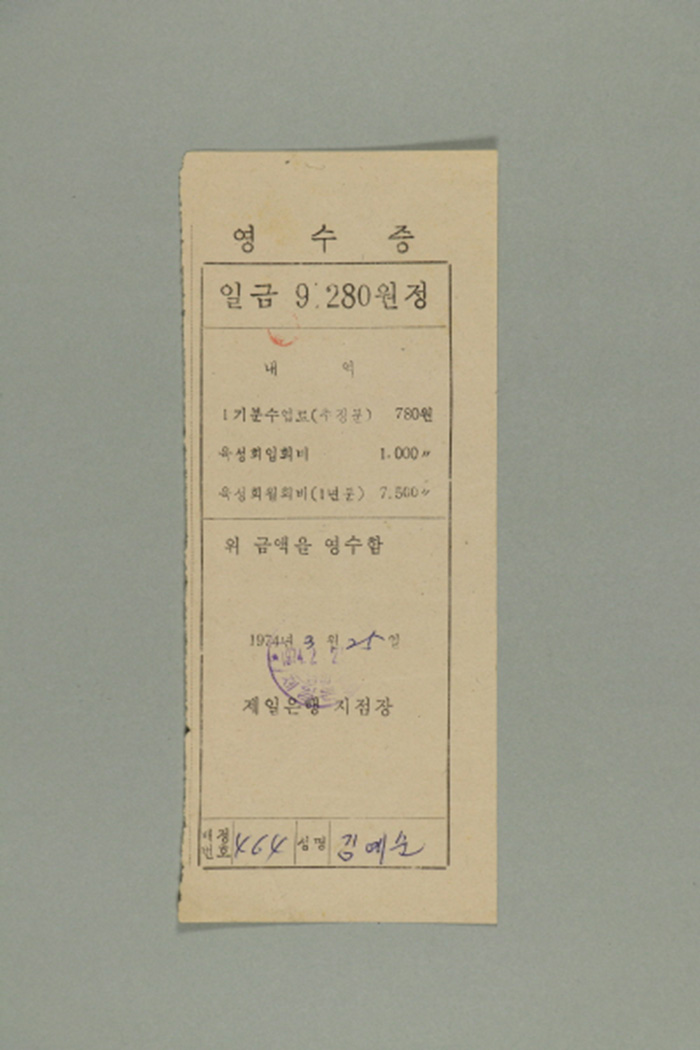 영 수 증
일금 9.280원정
내 역
1기분수업료(추징분) 780원
육성회입회비 1.000〃
육성회월회비(1년분) 7.500〃
위 금액을 영수함
1974년 3월 25일
제일은행 지점장
배정번호 464 성명 김예순